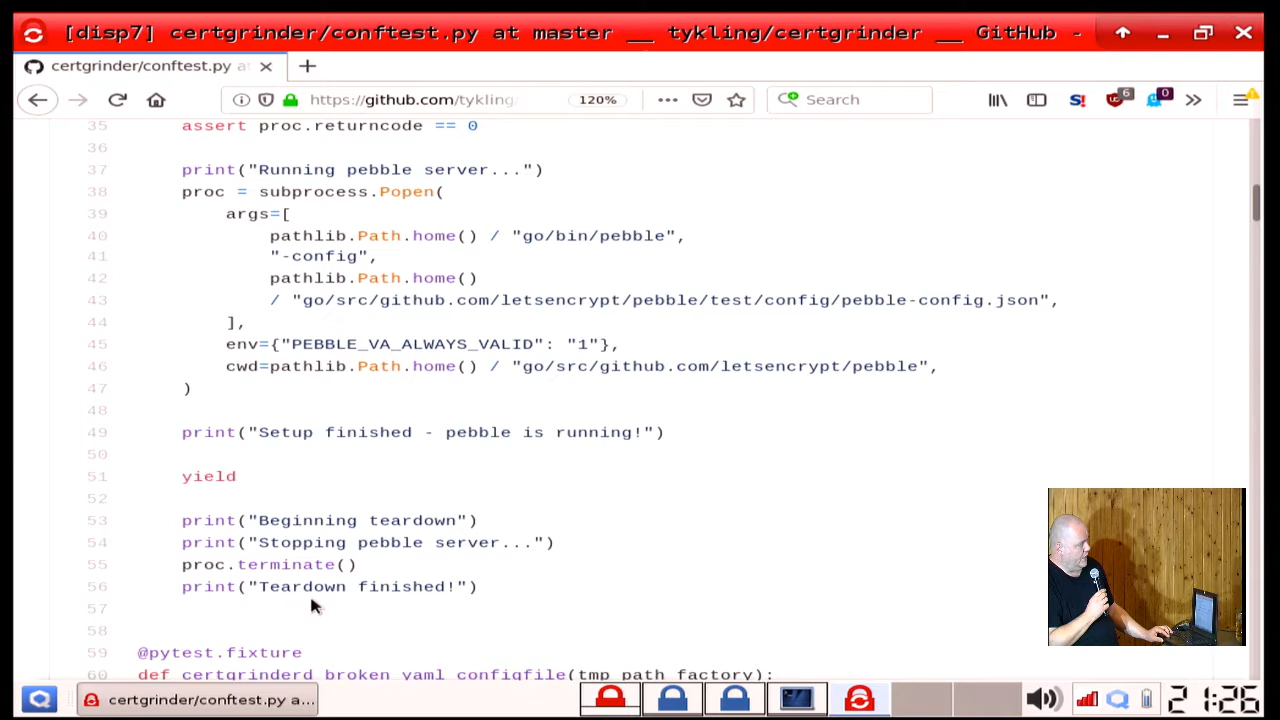 [disp7] certgrinder/conftest.py at master __ tykling/certgrinder __ GitHub -
certgrinder/conftest.py at
https://github.com/tykling
120%
Search
6
0
35 assert proc.returncode == 0
36
37 print("Running pebble server...")
38 proc = subprocess.Popen(
39 args=[
40 pathlib.Path.home() / "go/bin/pebble",
41 "-config",
42 pathlib.Path.home()
43 / "go/src/github.com/letsencrypt/pebble/test/config/pebble-config.json",
44 ],
45 env={"PEBBLE_VA_ALWAYS_VALID": "1"},
46 cwd=pathlib.Path.home() / "go/src/github.com/letsencrypt/pebble",
47 )
48
49 print("Setup finished - pebble is running!")
50
51 yield
52
53 print("Beginning teardown")
54 print("Stopping pebble server...")
55 proc.terminate()
56 print("Teardown finished!")
57
58
59 @pytest.fixture
60 def certgrinderd_broken_yaml_configfile(tmp_path_factory):
certgrinder/conftest.py a...
21:26